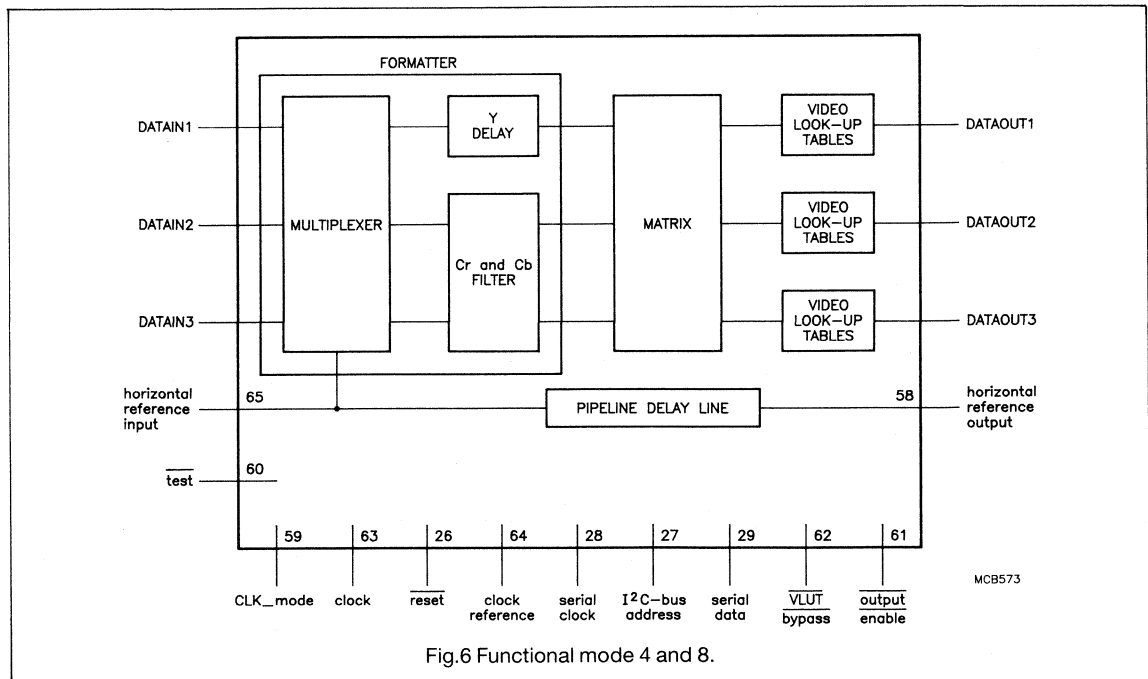 FORMATTER
DATAIN1
MULTIPLEXER
Y
DELAY
MATRIX
VIDEO
LOOK-UP
TABLES
DATAOUT1
DATAIN2
Cr and Cb
FILTER
VIDEO
LOOK-UP
TABLES
DATAOUT2
DATAIN3
VIDEO
LOOK-UP
TABLES
DATAOUT3
horizontal
reference
input
65
PIPELINE DELAY LINE
58
horizontal
reference
output
test
60
59
63
26
64
28
27
29
62
61
CLK_mode
clock
reset
clock
reference
serial
clock
I²C-bus
address
serial
data
VLUT
bypass
output
enable
MCB573
Fig.6 Functional mode 4 and 8.